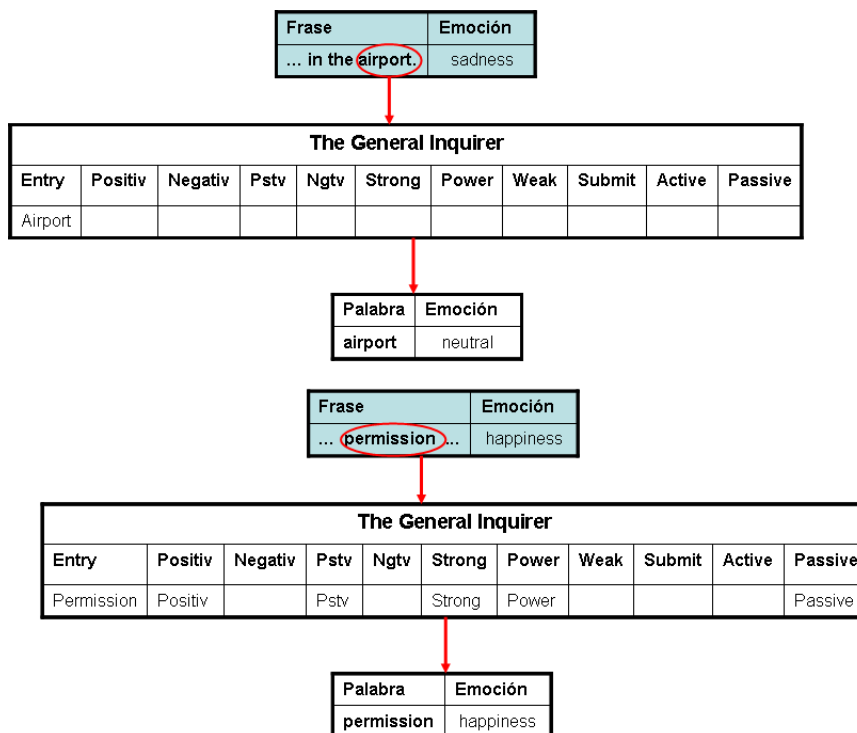 Frase Emoción
... in the airport. sadness
The General Inquirer
Entry Positiv Negativ Pstv Ngtv Strong Power Weak Submit Active Passive
Airport
Palabra Emoción
airport neutral
Frase Emoción
... permission ... happiness
The General Inquirer
Entry Positiv Negativ Pstv Ngtv Strong Power Weak Submit Active Passive
Permission Positiv Pstv Strong Power Passive
Palabra Emoción
permission happiness